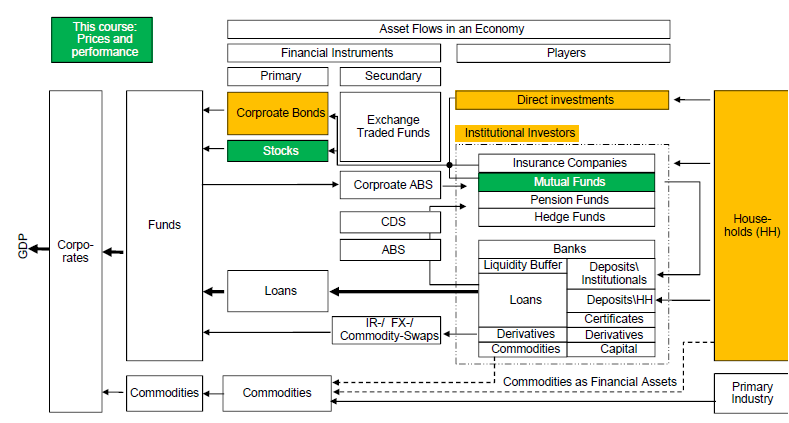 This course:
Prices and
performance
Asset Flows in an Economy
Financial Instruments
Players
Primary
Secundary
Corproate Bonds
Exchange
Traded Funds
Direct investments
Institutional Investors
Stocks
Insurance Companies
Mutual Funds
Pension Funds
Hedge Funds
Corproate ABS
CDS
ABS
Funds
GDP
Corpo-
rates
House-
holds (HH)
Banks
Liquidity Buffer
Deposits\
Institutionals
Loans
Loans
Deposits\HH
Certificates
IR-/ FX-/
Commodity-Swaps
Derivatives
Derivatives
Commodities
Capital
Commodities as Financial Assets
Commodities
Commodities
Primary
Industry